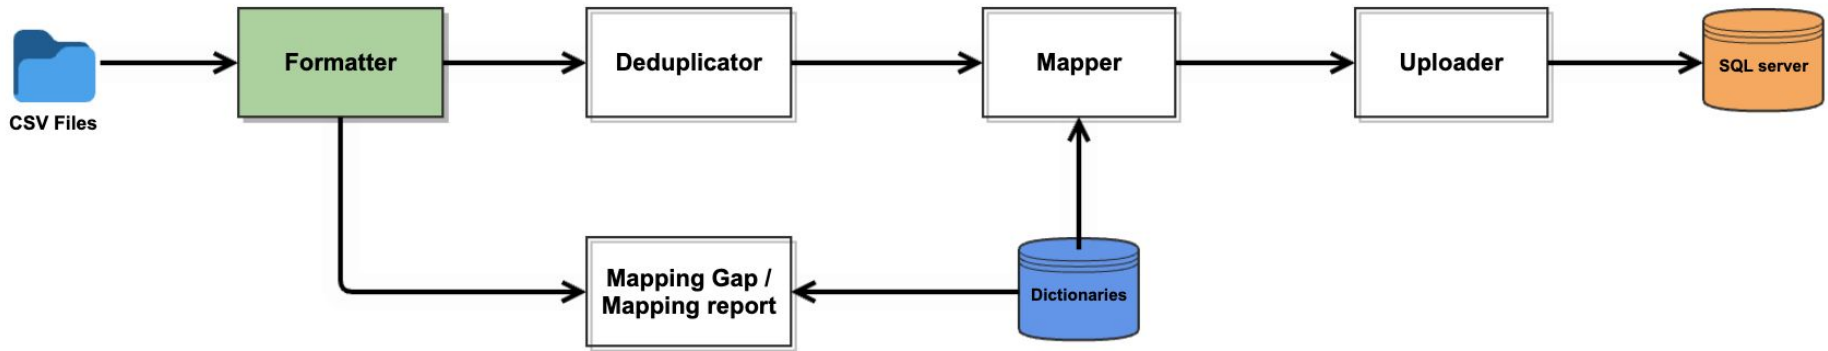 Formatter
Deduplicator
Mapper
Uploader
SQL server
CSV Files
Mapping Gap /
Mapping report
Dictionaries